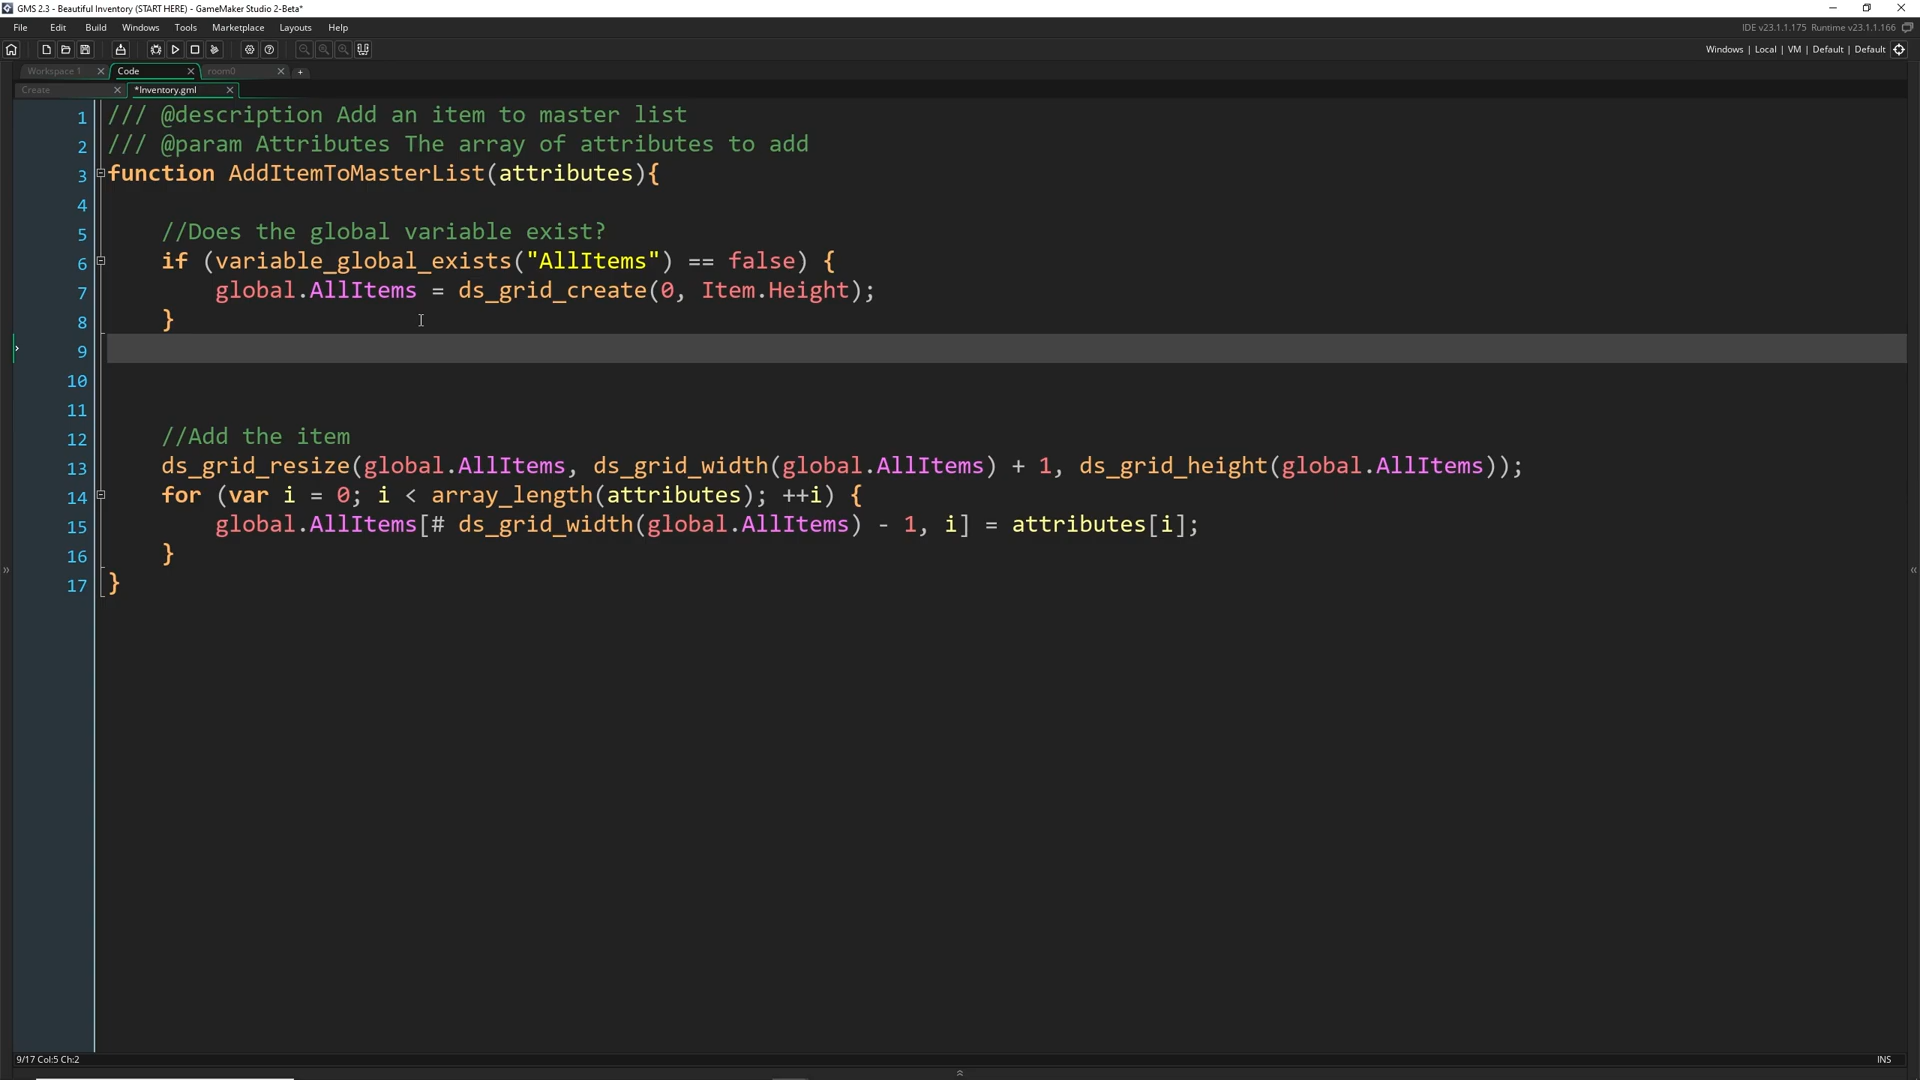 GMS 2.3 - Beautiful Inventory (START HERE) - GameMaker Studio 2-Beta*
File Edit Build Windows Tools Marketplace Layouts Help
IDE v23.1.1.175 Runtime v23.1.1.166
Windows | Local | VM | Default | Default
Workspace 1 Code room0 +
Create *Inventory.gml
1 /// @description Add an item to master list
2 /// @param Attributes The array of attributes to add
3 function AddItemToMasterList(attributes){
4
5 //Does the global variable exist?
6 if (variable_global_exists("AllItems") == false) {
7 global.AllItems = ds_grid_create(0, Item.Height);
8 }
9
10
11
12 //Add the item
13 ds_grid_resize(global.AllItems, ds_grid_width(global.AllItems) + 1, ds_grid_height(global.AllItems));
14 for (var i = 0; i < array_length(attributes); ++i) {
15 global.AllItems[# ds_grid_width(global.AllItems) - 1, i] = attributes[i];
16 }
17 }
9/17 Col:5 Ch:2 INS